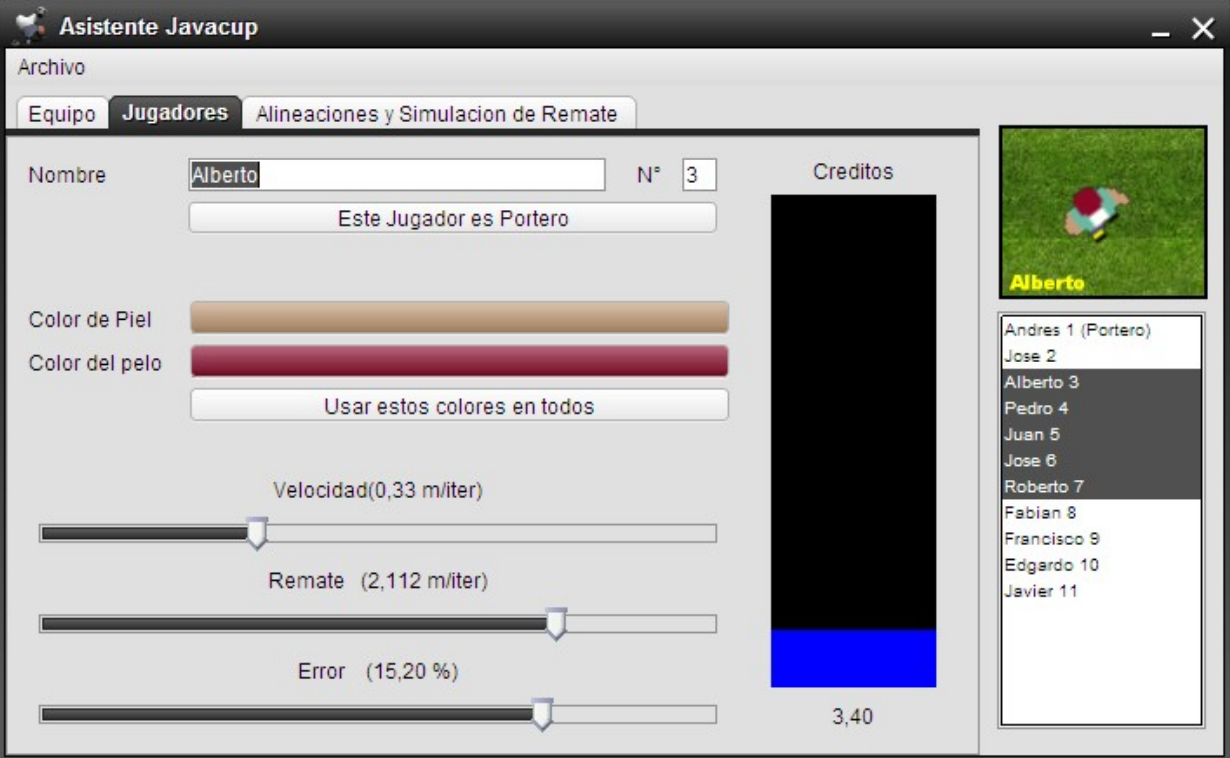 Asistente Javacup
Archivo
Equipo Jugadores Alineaciones y Simulacion de Remate
Nombre Alberto N° 3
Este Jugador es Portero
Color de Piel
Color del pelo
Usar estos colores en todos
Velocidad(0,33 m/iter)
Remate (2,112 m/iter)
Error (15,20 %)
Creditos
3,40
Alberto
Andres 1 (Portero)
Jose 2
Alberto 3
Pedro 4
Juan 5
Jose 6
Roberto 7
Fabian 8
Francisco 9
Edgardo 10
Javier 11